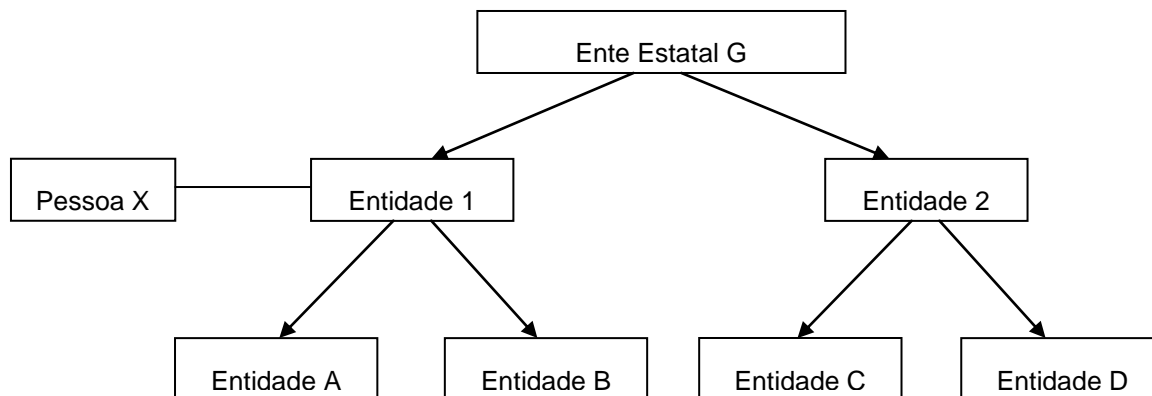 Ente Estatal G
Pessoa X
Entidade 1
Entidade 2
Entidade A
Entidade B
Entidade C
Entidade D